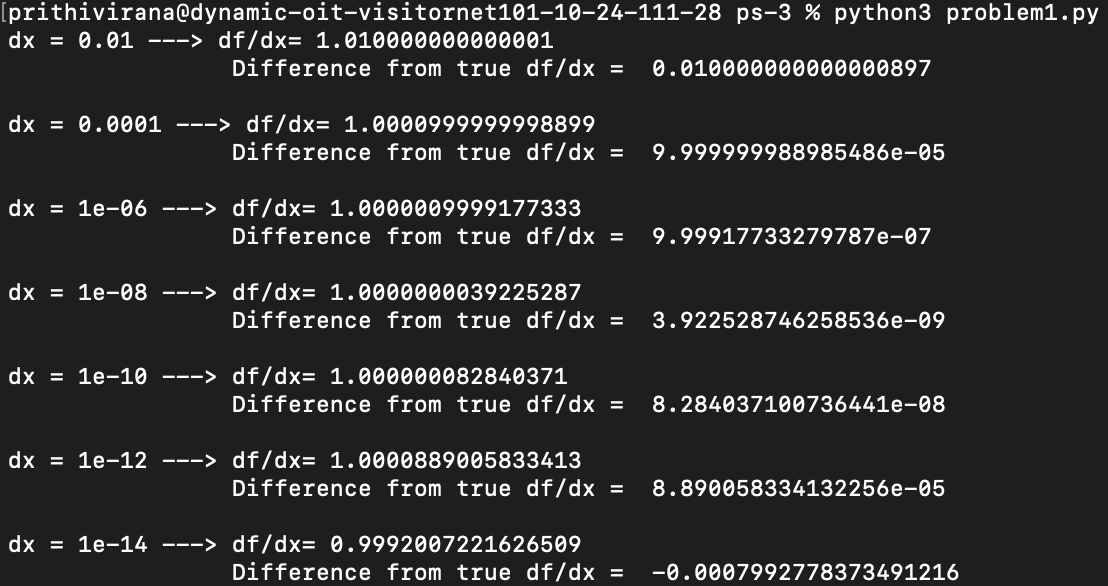 [prithivirana@dynamic-oit-visitornet101-10-24-111-28 ps-3 % python3 problem1.py
dx = 0.01 ---> df/dx= 1.010000000000001
Difference from true df/dx =  0.010000000000000897
dx = 0.0001 ---> df/dx= 1.0000999999998899
Difference from true df/dx =  9.999999988985486e-05
dx = 1e-06 ---> df/dx= 1.0000009999177333
Difference from true df/dx =  9.99917733279787e-07
dx = 1e-08 ---> df/dx= 1.0000000039225287
Difference from true df/dx =  3.922528746258536e-09
dx = 1e-10 ---> df/dx= 1.000000082840371
Difference from true df/dx =  8.284037100736441e-08
dx = 1e-12 ---> df/dx= 1.0000889005833413
Difference from true df/dx =  8.890058334132256e-05
dx = 1e-14 ---> df/dx= 0.9992007221626509
Difference from true df/dx =  -0.0007992778373491216